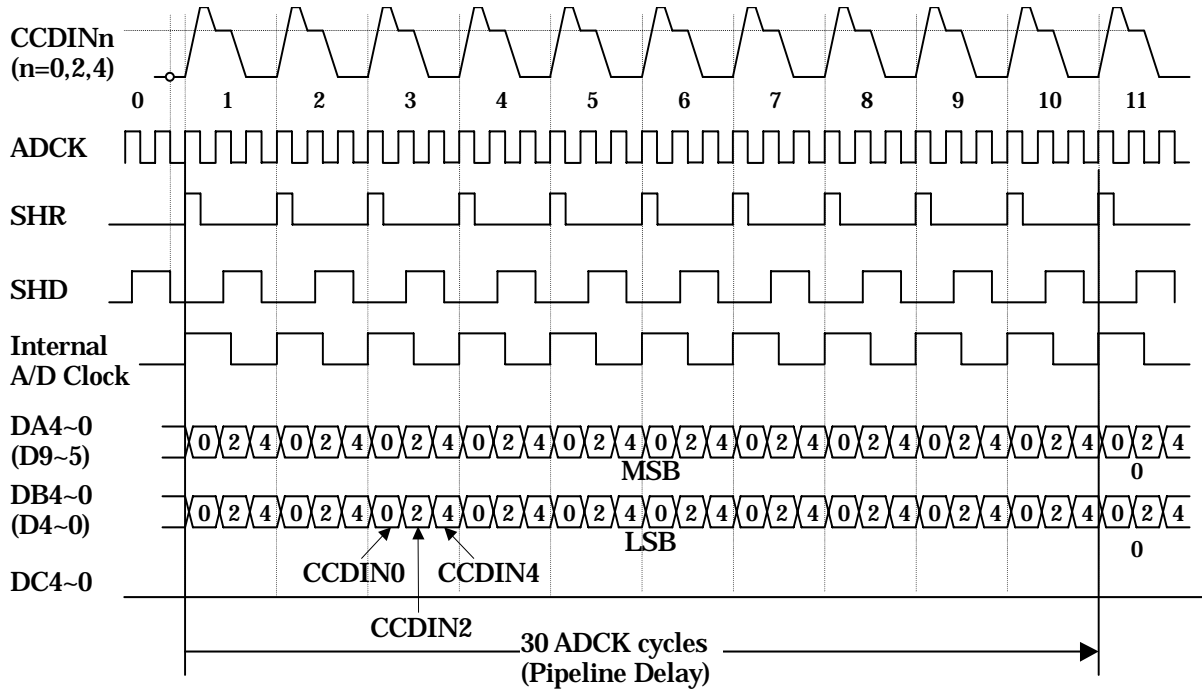 CCDINn
(n=0,2,4)
0 1 2 3 4 5 6 7 8 9 10 11
ADCK
SHR
SHD
Internal
A/D Clock
DA4~0
(D9~5)
0 2 4 0 2 4 0 2 4 0 2 4 0 2 4 0 2 4 0 2 4 0 2 4 0 2 4 0 2 4 0 2 4
MSB 0
DB4~0
(D4~0)
0 2 4 0 2 4 0 2 4 0 2 4 0 2 4 0 2 4 0 2 4 0 2 4 0 2 4 0 2 4 0 2 4
LSB 0
CCDIN0 CCDIN4
DC4~0
CCDIN2
30 ADCK cycles
(Pipeline Delay)